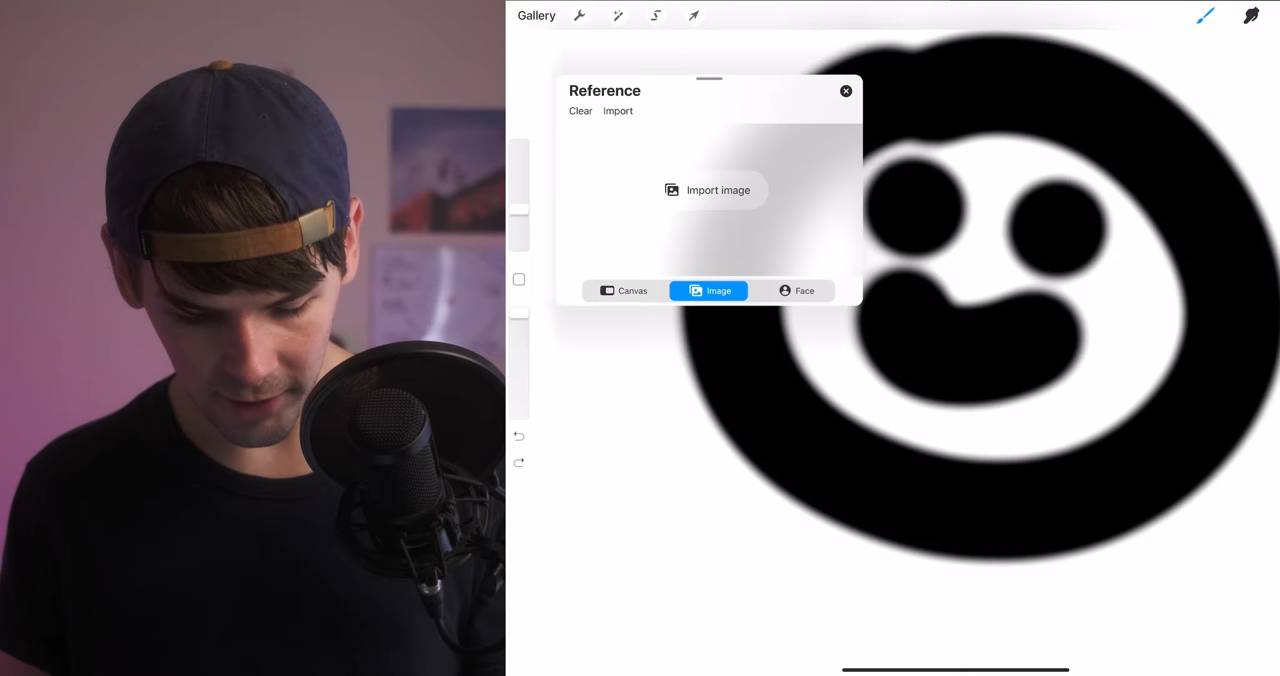 Gallery
Reference
Clear Import
Import image
Canvas Image Face